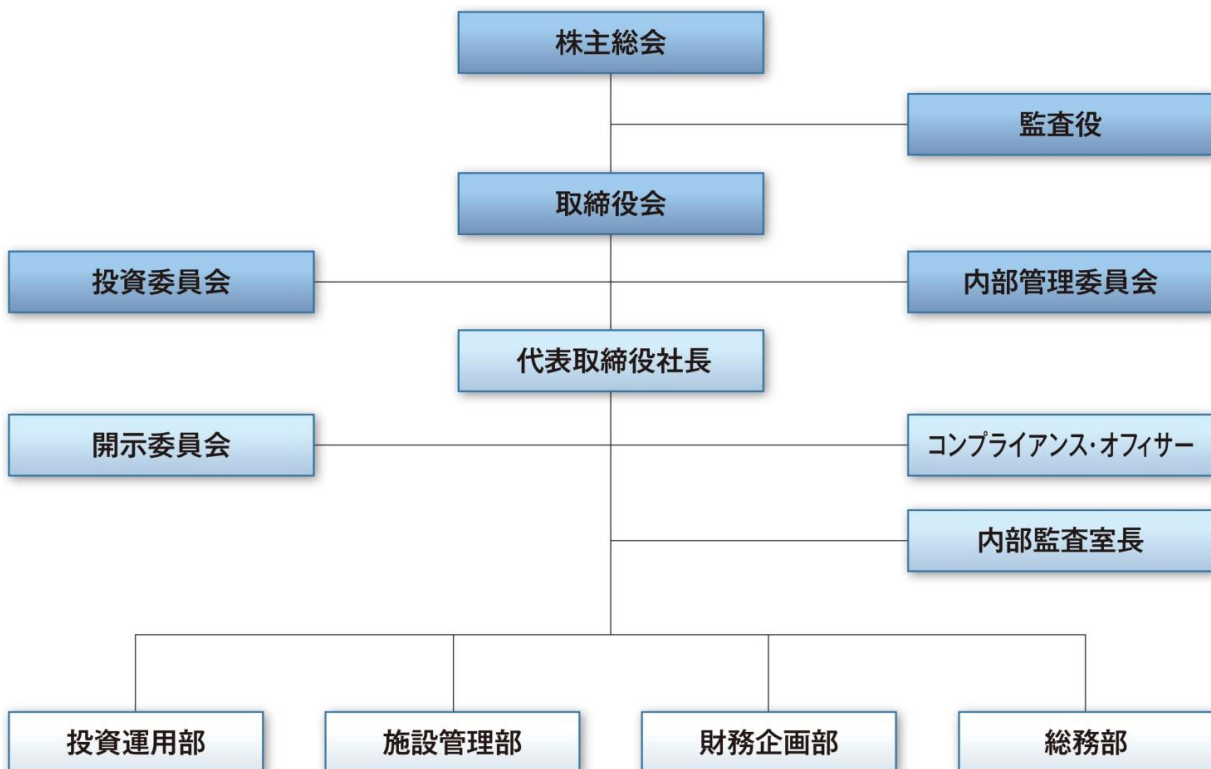 株主総会
監査役
取締役会
投資委員会
内部管理委員会
代表取締役社長
開示委員会
コンプライアンス・オフィサー
内部監査室長
投資運用部
施設管理部
財務企画部
総務部